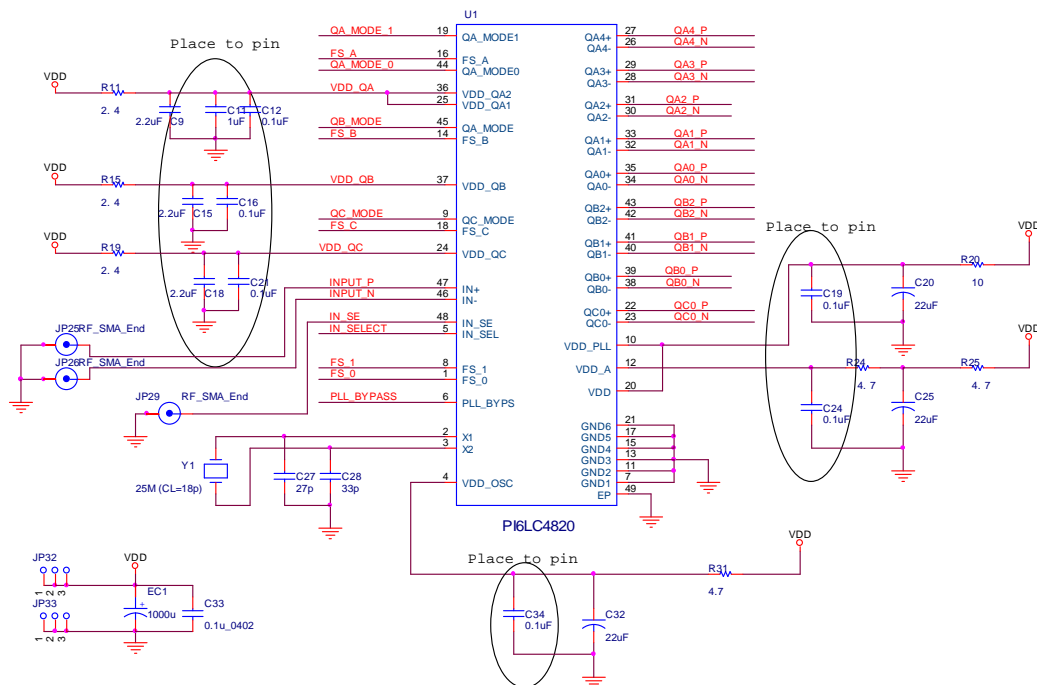 U1
Place to pin
QA_MODE_1 19 QA_MODE1 QA4+ 27 QA4_P
QA4- 26 QA4_N
FS_A 16 FS_A QA3+ 29 QA3_P
QA_MODE_0 44 QA_MODE0 QA3- 28 QA3_N
VDD R11 2. 4 VDD_QA 36 VDD_QA2
25 VDD_QA1 QA2+ 31 QA2_P
QA2- 30 QA2_N
2.2uF C9 C11 1uF C12 0.1uF
QB_MODE 45 QA_MODE QA1+ 33 QA1_P
FS_B 14 FS_B QA1- 32 QA1_N
QA0+ 35 QA0_P
VDD R15 2. 4 VDD_QB 37 VDD_QB QA0- 34 QA0_N
2.2uF C15 C16 0.1uF
QB2+ 43 QB2_P
QC_MODE 9 QC_MODE QB2- 42 QB2_N
FS_C 18 FS_C
Place to pin
QB1+ 41 QB1_P
VDD R19 2. 4 VDD_QC 24 VDD_QC QB1- 40 QB1_N
2.2uF C18 C21 0.1uF
QB0+ 39 QB0_P
INPUT_P 47 IN+ QB0- 38 QB0_N
INPUT_N 46 IN-
QC0+ 22 QC0_P
IN_SE 48 IN_SE QC0- 23 QC0_N
IN_SELECT 5 IN_SEL
VDD R20 10
C19 0.1uF C20 22uF
JP25 RF_SMA_End
VDD_PLL 10
JP26 RF_SMA_End
FS_1 8 FS_1 VDD_A 12
FS_0 1 FS_0
R24 4. 7 R25 4. 7 VDD
VDD 20
JP29 RF_SMA_End
PLL_BYPASS 6 PLL_BYPS
C24 0.1uF C25 22uF
GND6 21
2 X1 GND5 17
3 X2 GND4 15
GND3 13
GND2 11
4 VDD_OSC GND1 7
EP 49
Y1
25M (CL=18p)
C27 27p C28 33p
PI6LC4820
Place to pin
VDD
R31
4.7
C34 0.1uF C32 22uF
JP32 1 2 3
VDD
JP33 1 2 3
EC1 + 1000u
C33 0.1u_0402